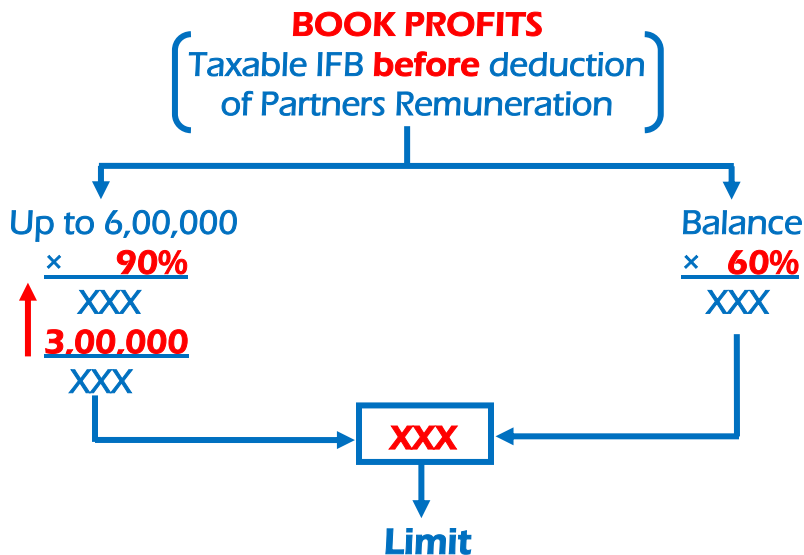 BOOK PROFITS
Taxable IFB before deduction
of Partners Remuneration
Up to 6,00,000
× 90%
XXX
3,00,000
XXX
Balance
× 60%
XXX
XXX
Limit